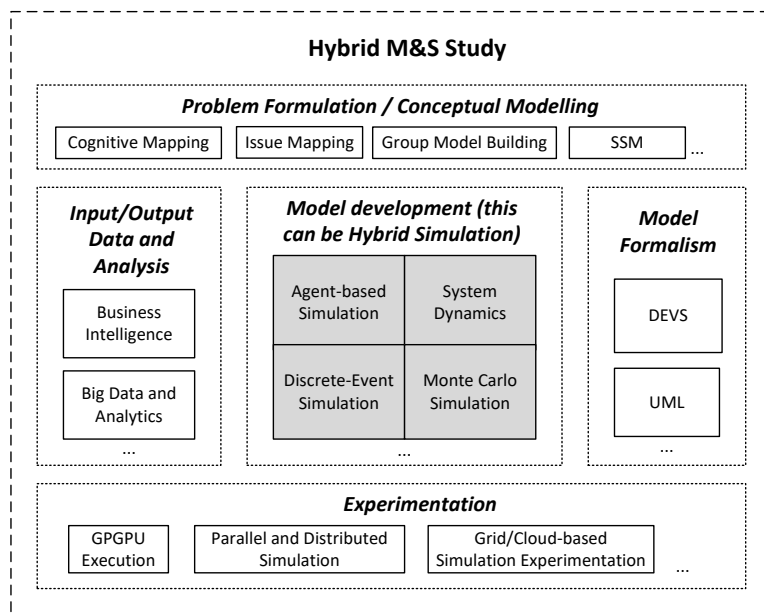 Hybrid M&S Study
Problem Formulation / Conceptual Modelling
Cognitive Mapping
Issue Mapping
Group Model Building
SSM
...
Input/Output
Data and
Analysis
Business
Intelligence
Big Data and
Analytics
...
Model development (this
can be Hybrid Simulation)
Agent-based
Simulation
System
Dynamics
Discrete-Event
Simulation
Monte Carlo
Simulation
...
Model
Formalism
DEVS
UML
...
Experimentation
GPGPU
Execution
Parallel and Distributed
Simulation
Grid/Cloud-based
Simulation Experimentation
...